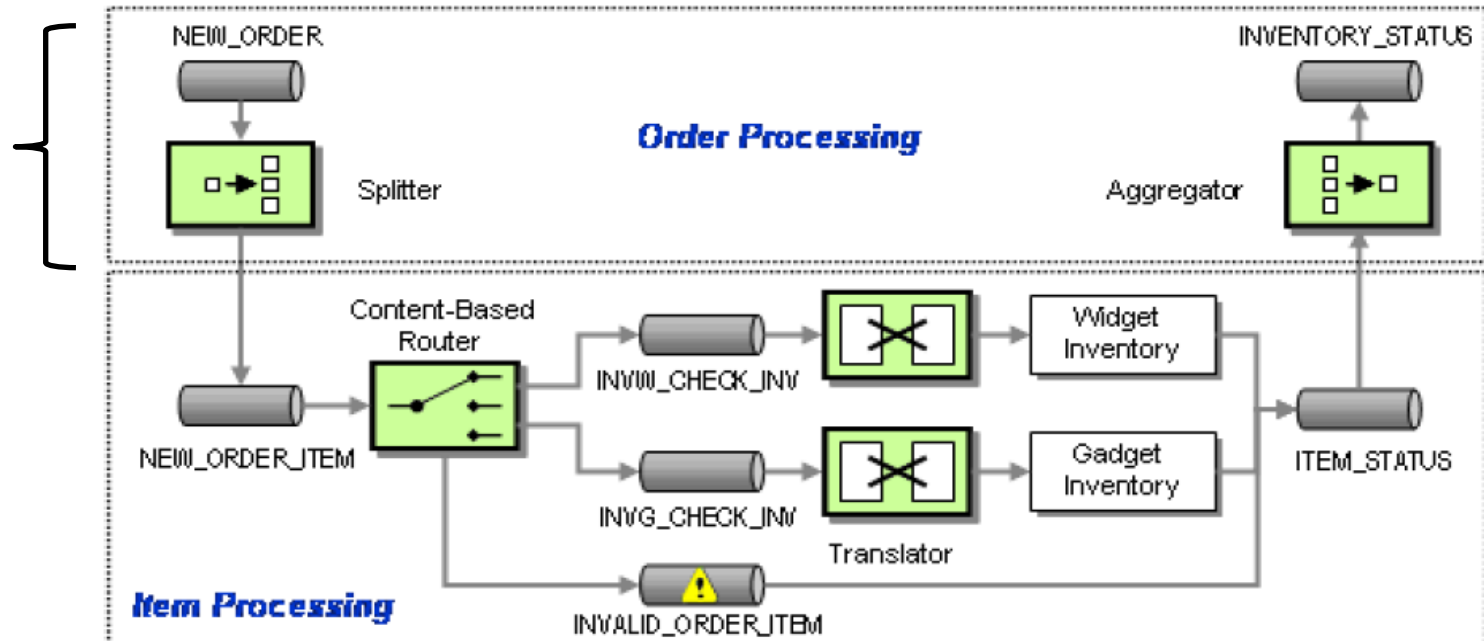 NEW_ORDER
INVENTORY_STATUS
Order Processing
Splitter
Aggregator
Content-Based
Router
Widget
Inventory
INVW_CHECK_INV
NEW_ORDER_ITEM
Gadget
Inventory
ITEM_STATUS
INVG_CHECK_INV
Translator
!
Item Processing
INVALID_ORDER_ITEM